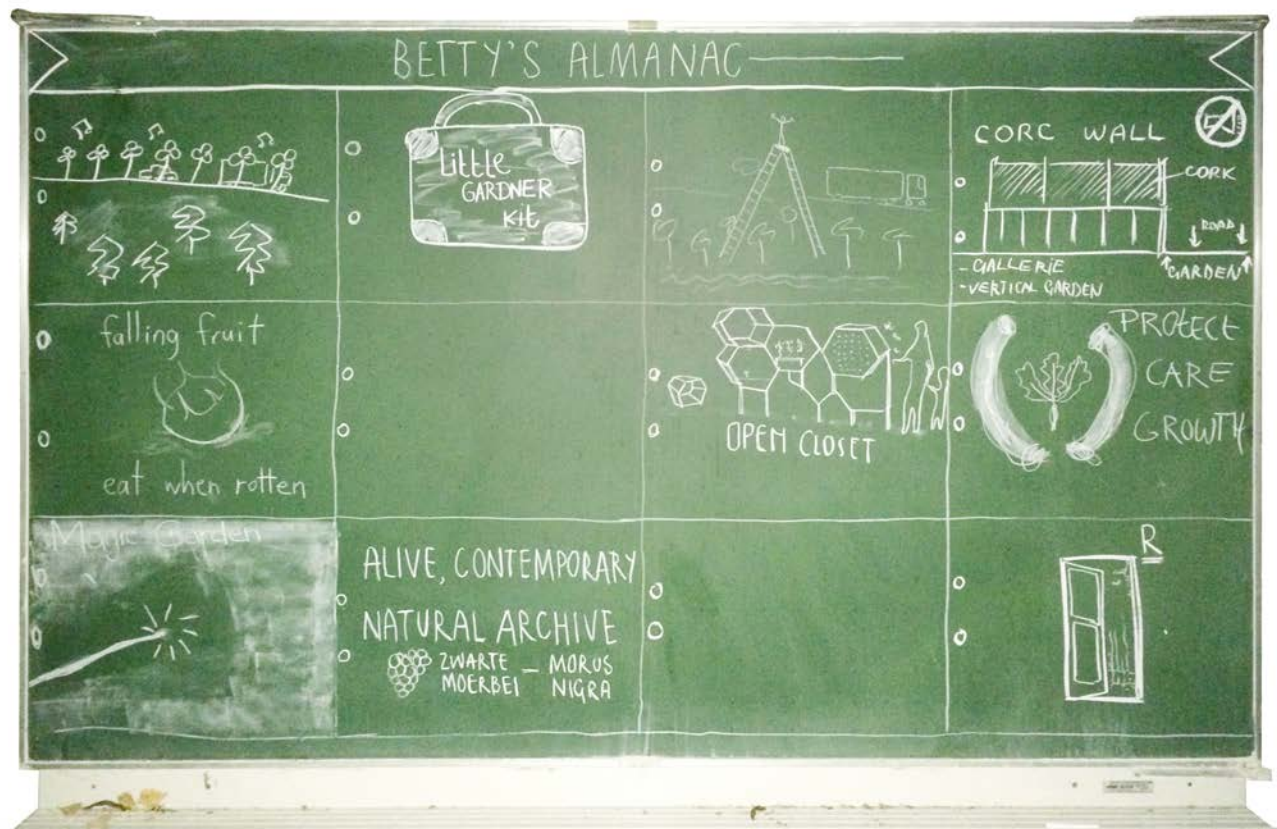 BETTY'S ALMANAC
Little
GARDNER
Kit
CORC WALL
CORK
ROAD
GARDEN
- GALLERIE
- VERTICAL GARDEN
falling fruit
eat when rotten
OPEN CLOSET
PROTECT
CARE
GROWTH
Magic Garden
ALIVE, CONTEMPORARY
NATURAL ARCHIVE
ZWARTE — MORUS
MOERBEI NIGRA
R